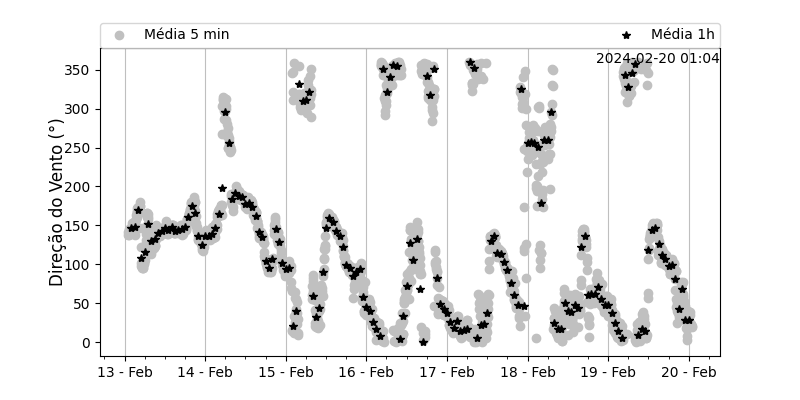 Média 5 min
Média 1h
2024-02-20 01:04
Direção do Vento (°)
350
300
250
200
150
100
50
0
13 - Feb
14 - Feb
15 - Feb
16 - Feb
17 - Feb
18 - Feb
19 - Feb
20 - Feb